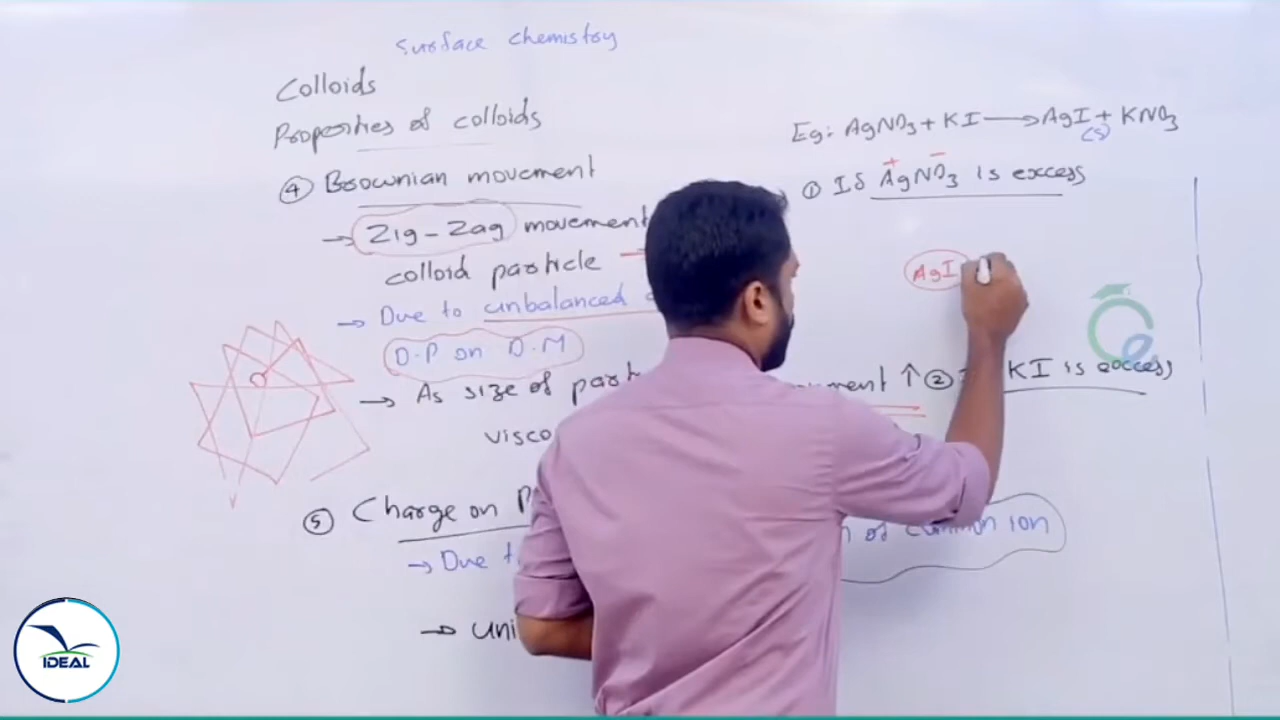 Surface chemistry
Colloids
Properties of colloids
④ Brownian movement
→ Zig-Zag movement
colloid particle →
→ Due to unbalanced
D.P on D.M
→ As size of part
visco
⑤ Charge on P
→ Due t
→ uni
Eg: AgNO3 + KI → AgI + KNO3
(s)
+ −
① If AgNO3 is excess
AgI
ment ↑ ② KI is excess
n of common ion
IDEAL